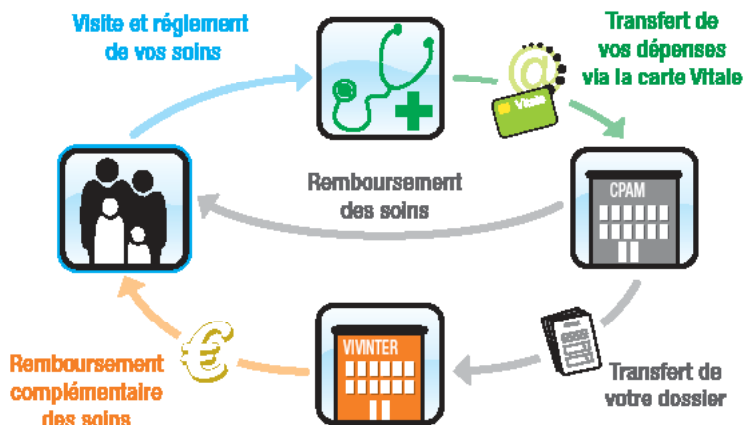 Visite et réglement
de vos soins
Transfert de
vos dépenses
via la carte Vitale
@
Vitale
Remboursement
des soins
CPAM
VIVINTER
€
Remboursement
complémentaire
des soins
Transfert de
votre dossier